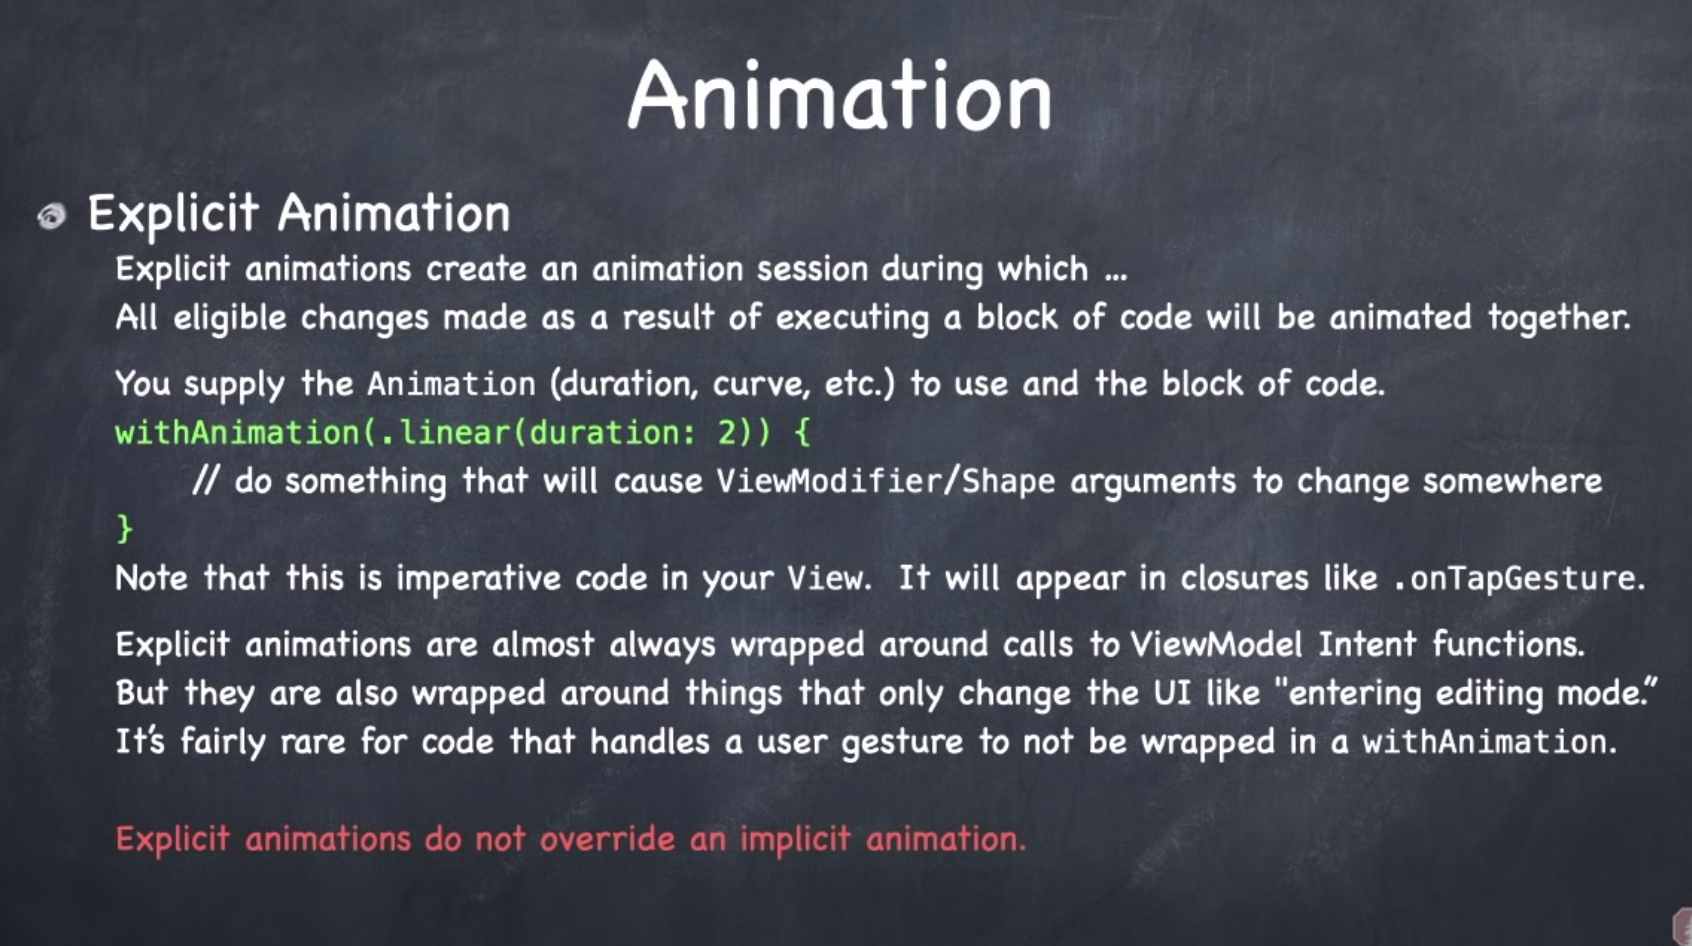 Animation
Explicit Animation
Explicit animations create an animation session during which ...
All eligible changes made as a result of executing a block of code will be animated together.
You supply the Animation (duration, curve, etc.) to use and the block of code.
withAnimation(.linear(duration: 2)) {
// do something that will cause ViewModifier/Shape arguments to change somewhere
}
Note that this is imperative code in your View. It will appear in closures like .onTapGesture.
Explicit animations are almost always wrapped around calls to ViewModel Intent functions.
But they are also wrapped around things that only change the UI like "entering editing mode.”
It’s fairly rare for code that handles a user gesture to not be wrapped in a withAnimation.
Explicit animations do not override an implicit animation.